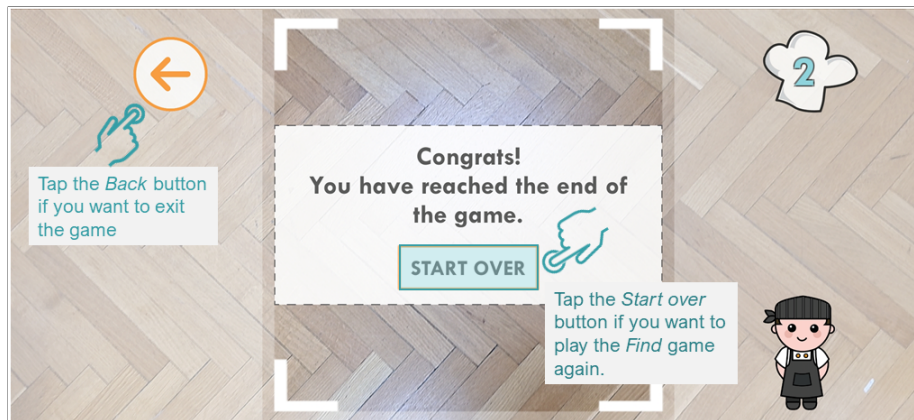 2
Congrats!
You have reached the end of
the game.
Tap the Back button
if you want to exit
the game
START OVER
Tap the Start over
button if you want to
play the Find game
again.